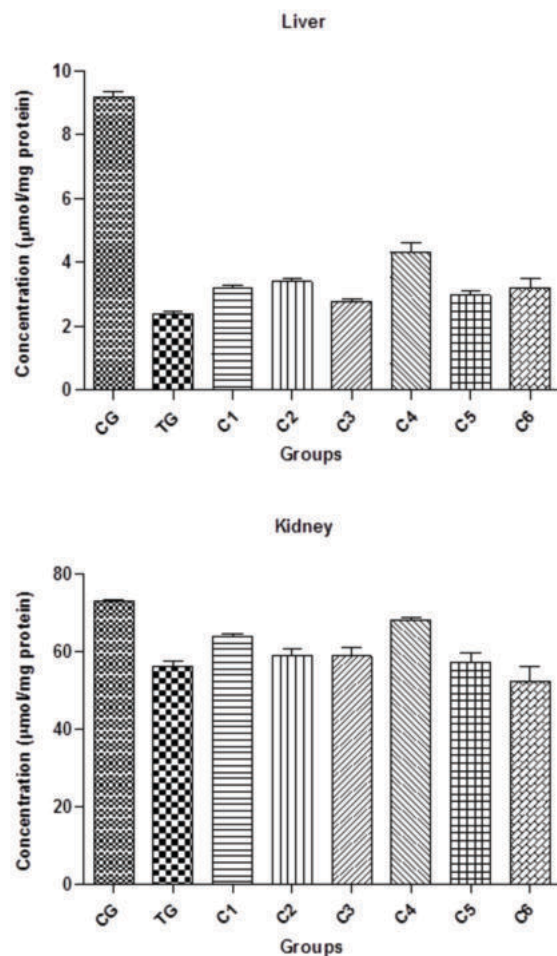 Liver
Concentration (µmol/mg protein)
10
8
6
4
2
0
CG TG C1 C2 C3 C4 C5 C6
Groups
Kidney
Concentration (µmol/mg protein)
80
60
40
20
0
CG TG C1 C2 C3 C4 C5 C6
Groups